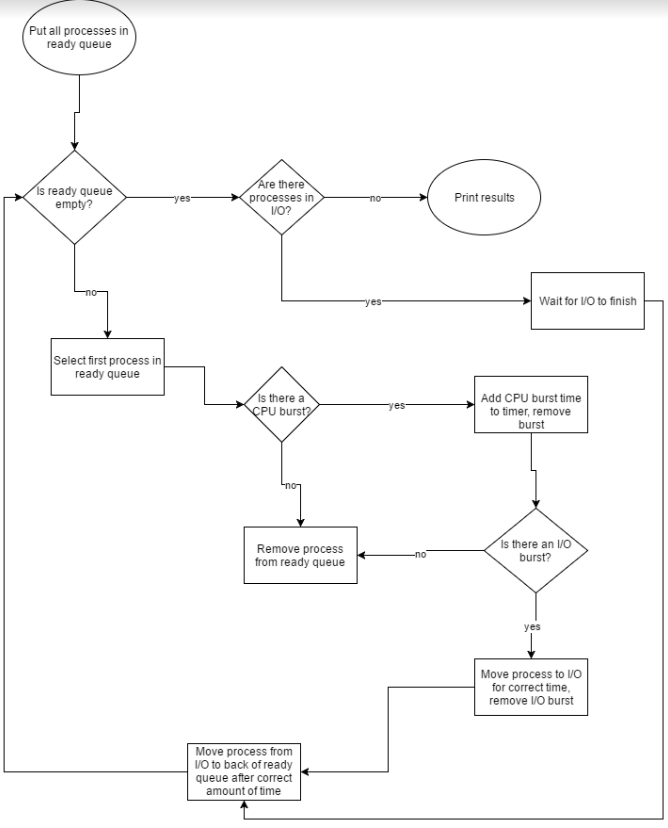 Put all processes in
ready queue
Is ready queue
empty?
yes
Are there
processes in
I/O?
no
Print results
no
yes
Wait for I/O to finish
Select first process in
ready queue
Is there a
CPU burst?
yes
Add CPU burst time
to timer, remove
burst
no
Remove process
from ready queue
no
Is there an I/O
burst?
yes
Move process to I/O
for correct time,
remove I/O burst
Move process from
I/O to back of ready
queue after correct
amount of time